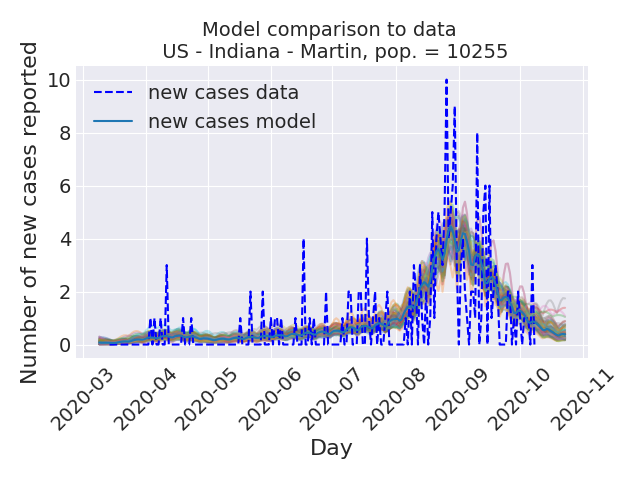 Model comparison to data
US - Indiana - Martin, pop. = 10255
Number of new cases reported
10
8
6
4
2
0
new cases data
new cases model
2020-03
2020-04
2020-05
2020-06
2020-07
2020-08
2020-09
2020-10
2020-11
Day